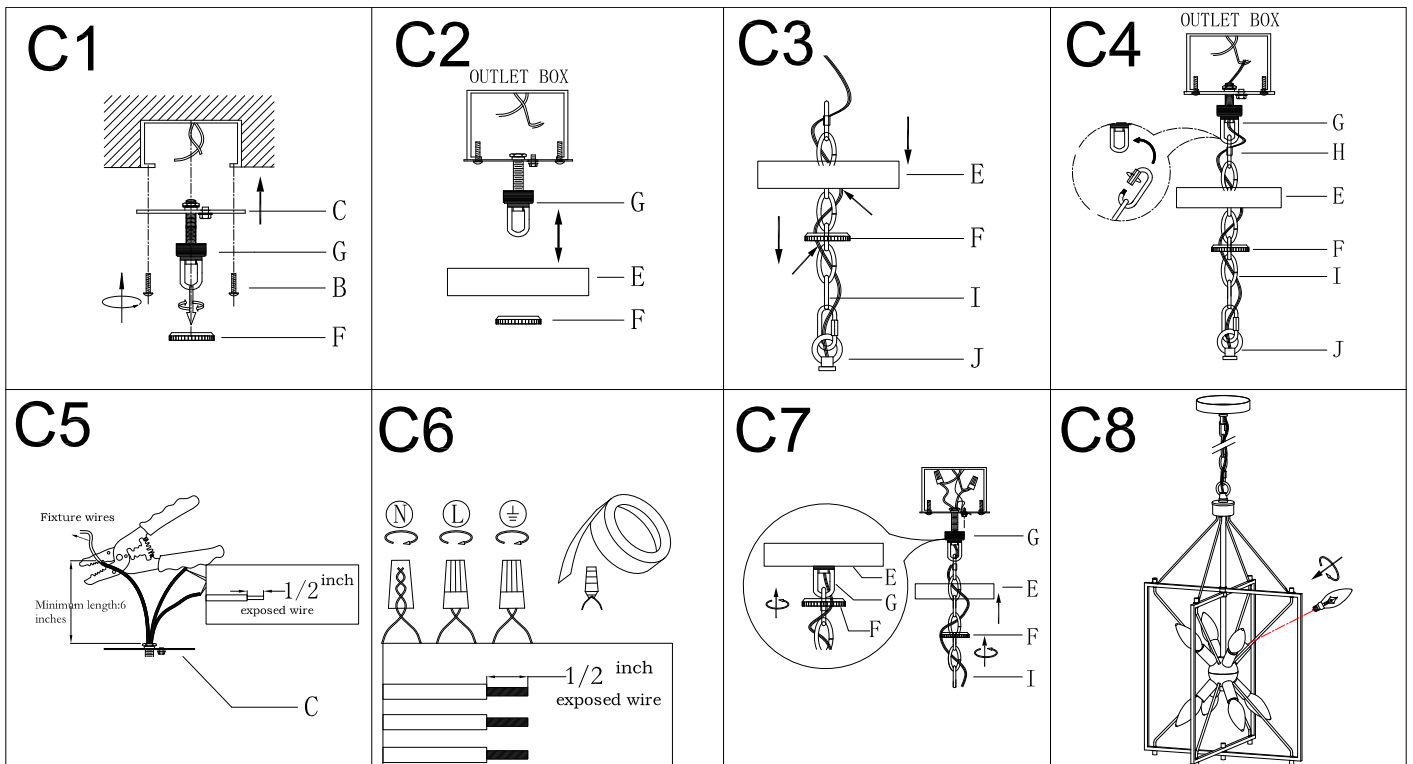 C1
C
G
B
F
C2
OUTLET BOX
G
E
F
C3
E
F
I
J
C4
OUTLET BOX
G
H
E
F
I
J
C5
Fixture wires
1/2 inch
exposed wire
Minimum length:6
inches
C
C6
N L
1/2 inch
exposed wire
C7
G
E
E
G
F
F
I
C8